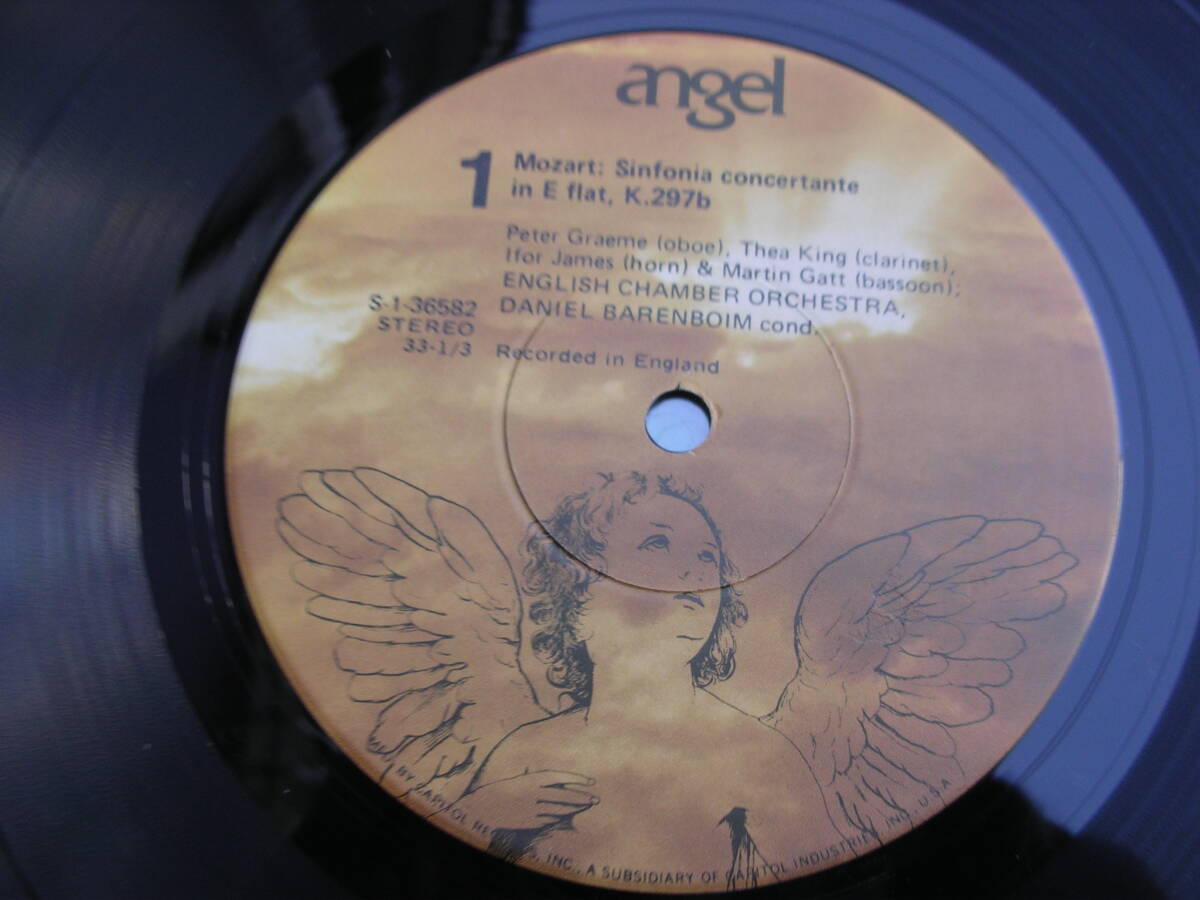 angel
1
Mozart: Sinfonia concertante
in E flat, K.297b
Peter Graeme (oboe), Thea King (clarinet),
Ifor James (horn) & Martin Gatt (bassoon);
ENGLISH CHAMBER ORCHESTRA,
DANIEL BARENBOIM cond.
S-1-36582
STEREO
33-1/3
Recorded in England
BY CAPITOL INC., A SUBSIDIARY OF CAPITOL INDUSTRIES INC., U.S.A.